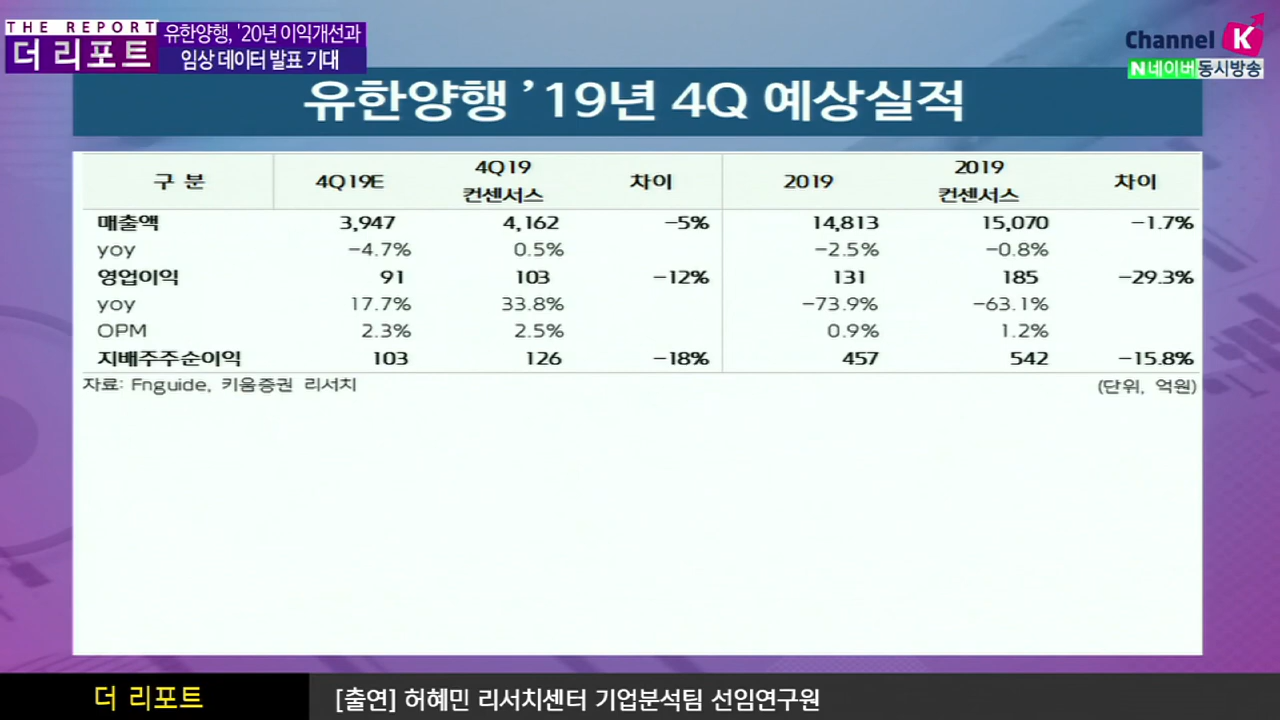 THE REPORT
더 리포트
유한양행, '20년 이익개선과
임상 데이터 발표 기대
Channel K
N 네이버 동시방송
유한양행 ’19년 4Q 예상실적
구 분 4Q19E 4Q19 컨센서스 차이 2019 2019 컨센서스 차이
매출액 3,947 4,162 −5% 14,813 15,070 −1.7%
yoy −4.7% 0.5% −2.5% −0.8%
영업이익 91 103 −12% 131 185 −29.3%
yoy 17.7% 33.8% −73.9% −63.1%
OPM 2.3% 2.5% 0.9% 1.2%
지배주주순이익 103 126 −18% 457 542 −15.8%
자료: Fnguide, 키움증권 리서치 (단위, 억원)
더 리포트
[출연] 허혜민 리서치센터 기업분석팀 선임연구원